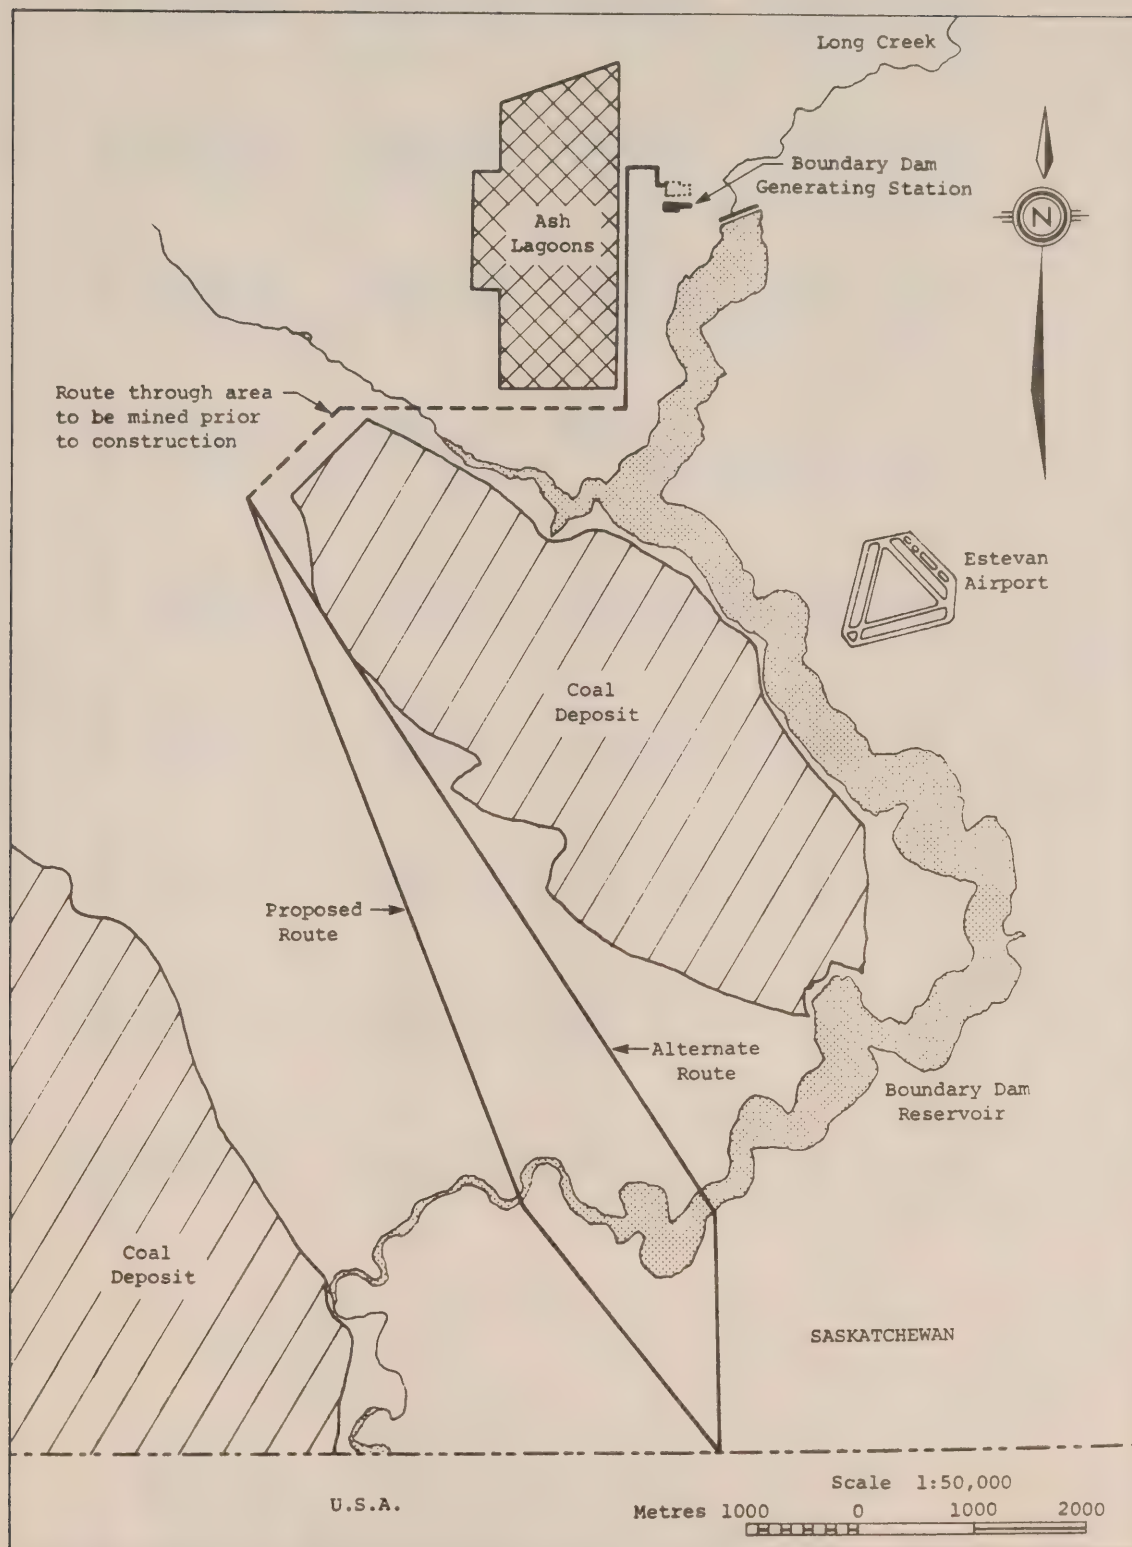 Long Creek
Boundary Dam
Generating Station
N
Ash
Lagoons
Route through area
to be mined prior
to construction
Estevan
Airport
Coal
Deposit
Proposed
Route
Alternate
Route
Boundary Dam
Reservoir
Coal
Deposit
SASKATCHEWAN
U.S.A.
Scale 1:50,000
Metres 1000 0 1000 2000